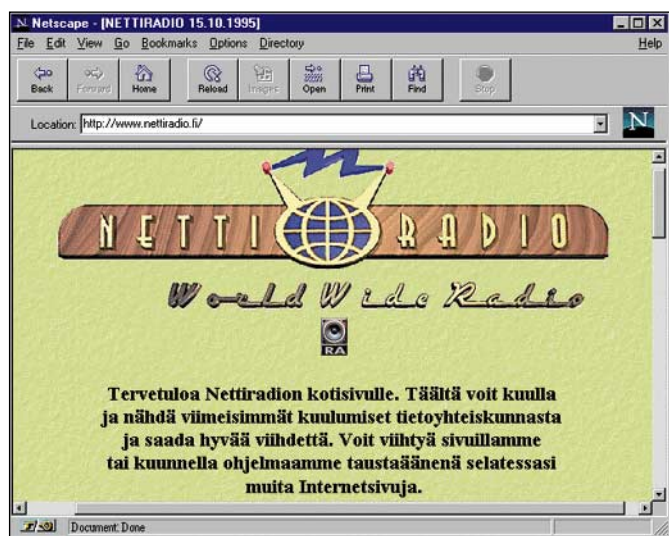 Netscape - [NETTIRADIO 15.10.1995]
File Edit View Go Bookmarks Options Directory Help
Back Forward Home Reload Images Open Print Find Stop
Location: http://www.nettiradio.fi/ N
NETTI RADIO
World Wide Radio
RA
Tervetuloa Nettiradion kotisivulle. Täältä voit kuulla
ja nähdä viimeisimmät kuulumiset tietoyhteiskunnasta
ja saada hyvää viihdettä. Voit viihtyä sivuillamme
tai kuunnella ohjelmaamme taustaäänenä selatessasi
muita Internetsivuja.
Document: Done